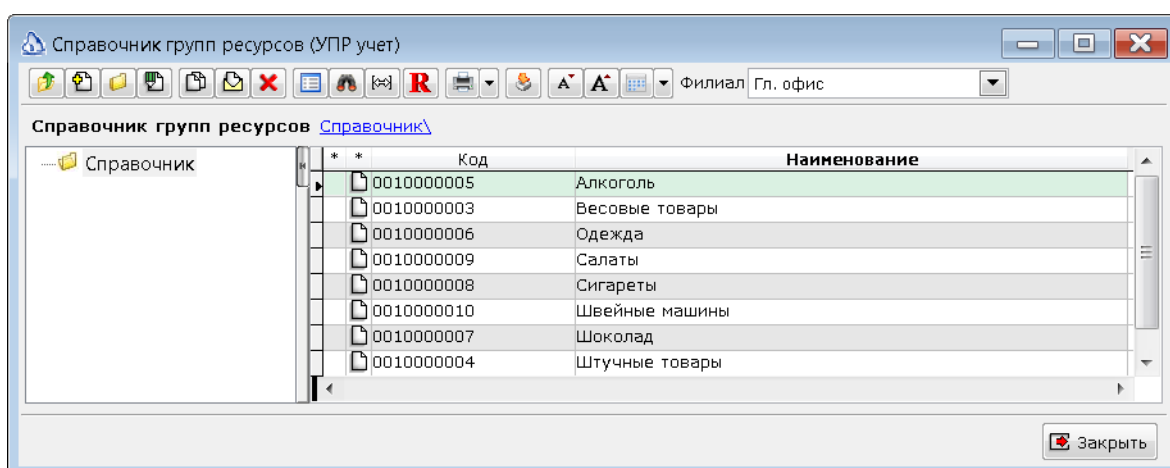 Справочник групп ресурсов (УПР учет)
R A A Филиал Гл. офис
Справочник групп ресурсов Справочник\
Справочник
* * Код Наименование
0010000005 Алкоголь
0010000003 Весовые товары
0010000006 Одежда
0010000009 Салаты
0010000008 Сигареты
0010000010 Швейные машины
0010000007 Шоколад
0010000004 Штучные товары
Закрыть